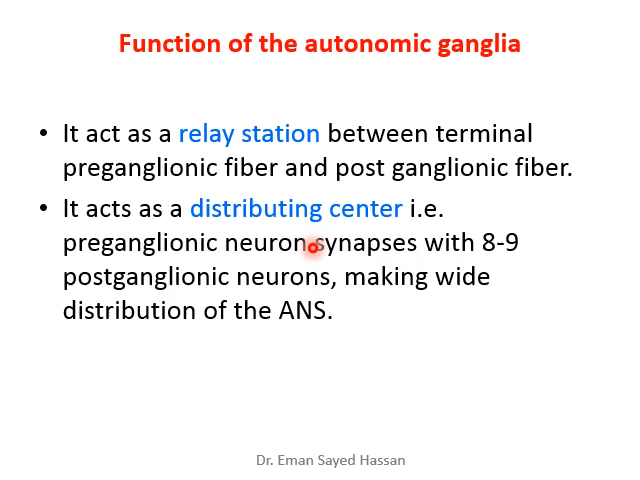 Function of the autonomic ganglia
• It act as a relay station between terminal
preganglionic fiber and post ganglionic fiber.
• It acts as a distributing center i.e.
preganglionic neuron synapses with 8-9
postganglionic neurons, making wide
distribution of the ANS.
Dr. Eman Sayed Hassan